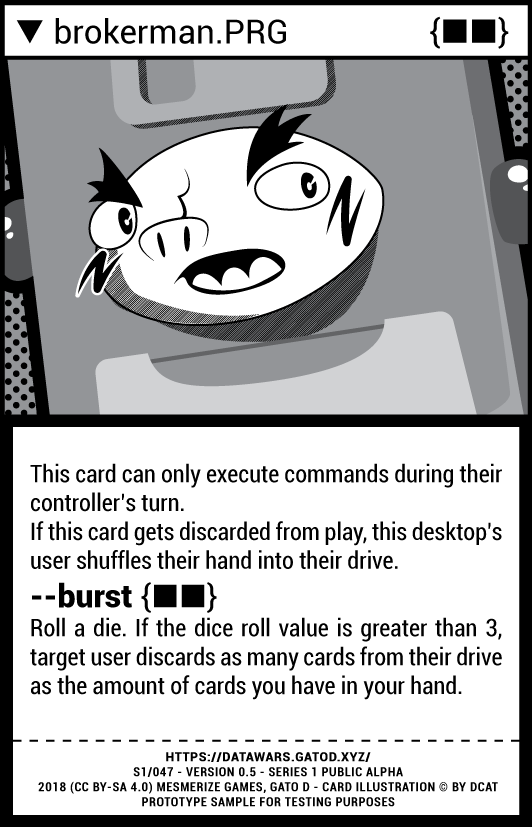 ▼ brokerman.PRG {■■}
This card can only execute commands during their
controller's turn.
If this card gets discarded from play, this desktop's
user shuffles their hand into their drive.
--burst {■■}
Roll a die. If the dice roll value is greater than 3,
target user discards as many cards from their drive
as the amount of cards you have in your hand.
HTTPS://DATAWARS.GATOD.XYZ/
S1/047 - VERSION 0.5 - SERIES 1 PUBLIC ALPHA
2018 (CC BY-SA 4.0) MESMERIZE GAMES, GATO D - CARD ILLUSTRATION © BY DCAT
PROTOTYPE SAMPLE FOR TESTING PURPOSES